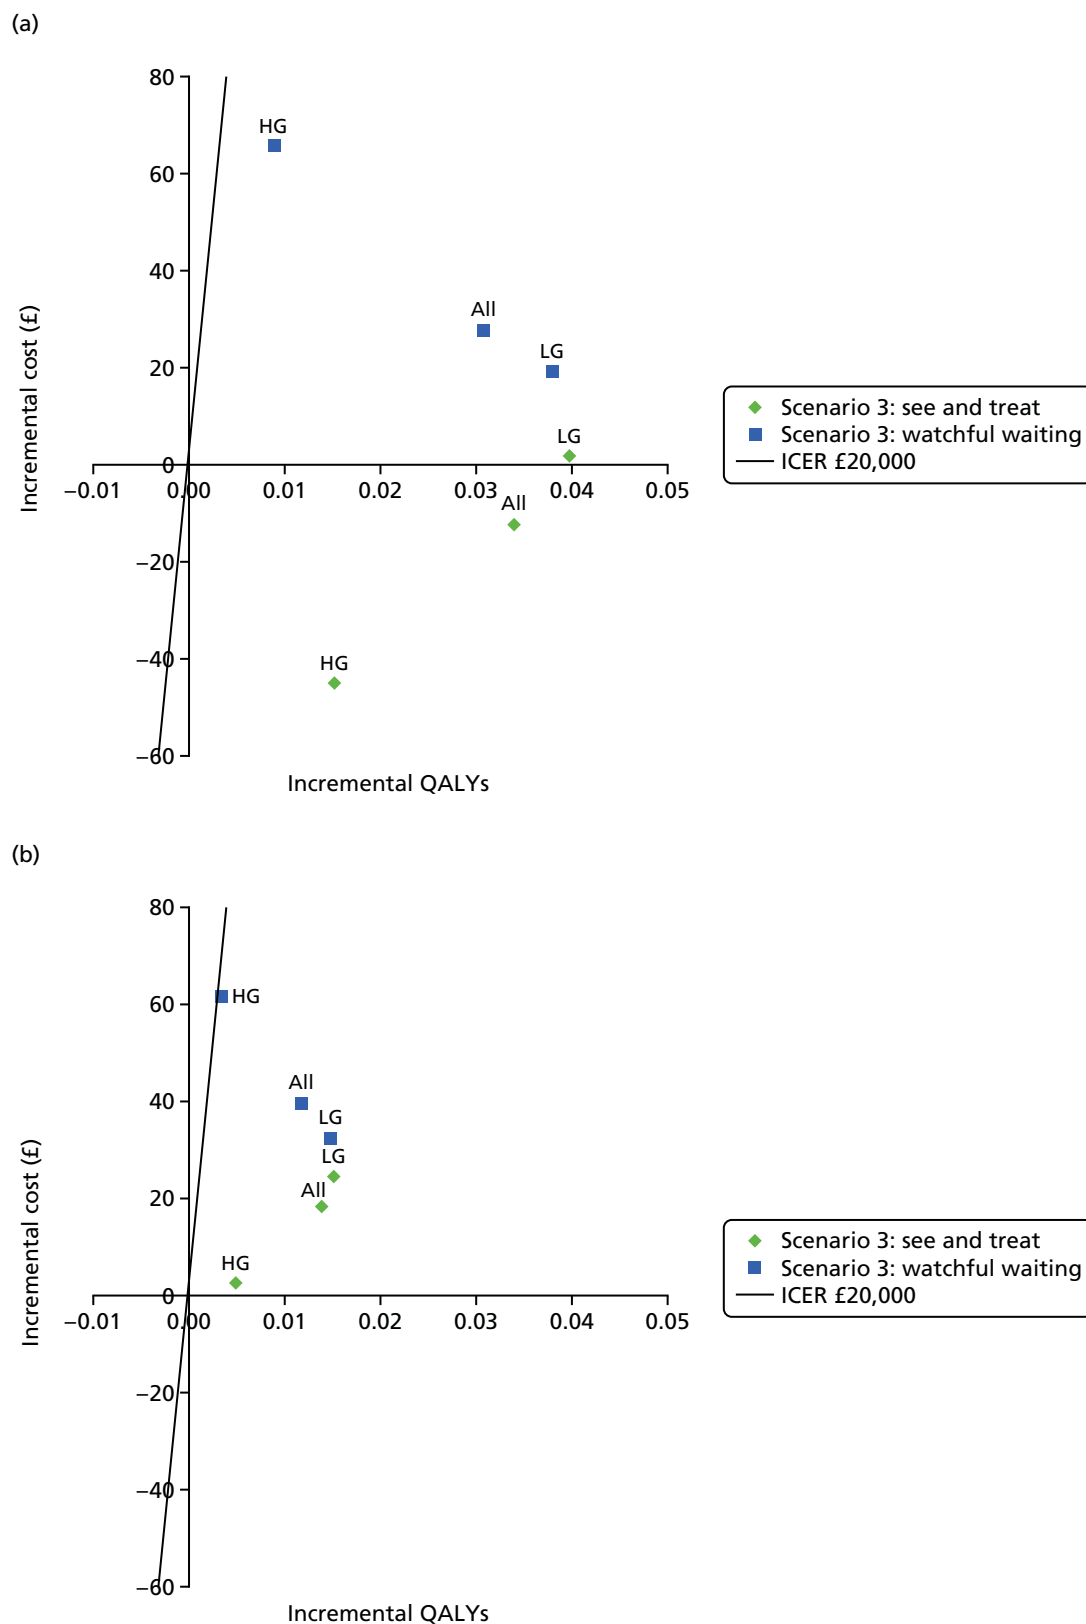 (a)
80
HG
60
40
All
LG
20
LG
0
−0.01 0.00 0.01 0.02 0.03 0.04 0.05
All
−20
−40
HG
−60
Incremental cost (£)
Incremental QALYs
Scenario 3: see and treat
Scenario 3: watchful waiting
ICER £20,000
(b)
80
60
HG
All
40
LG
LG
All
20
HG
0
−0.01 0.00 0.01 0.02 0.03 0.04 0.05
−20
−40
−60
Incremental cost (£)
Incremental QALYs
Scenario 3: see and treat
Scenario 3: watchful waiting
ICER £20,000